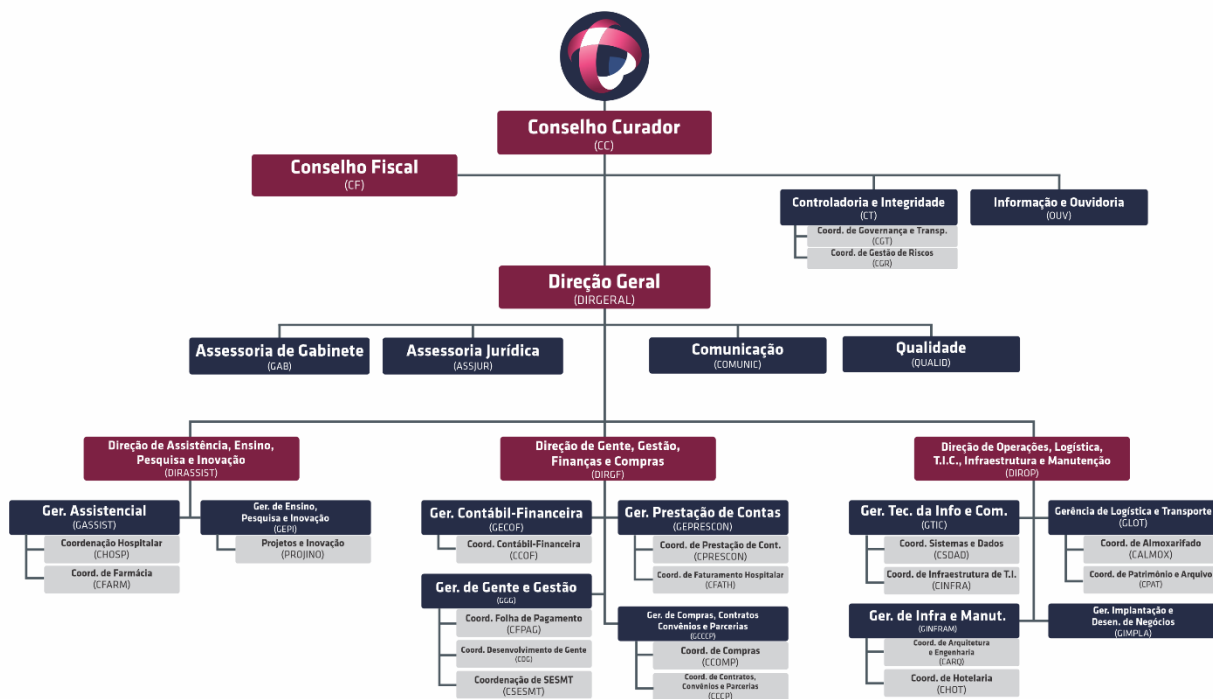 Conselho Curador
(CC)
Conselho Fiscal
(CF)
Controladoria e Integridade
(CT)
Coord. de Governança e Transp.
(CGT)
Coord. de Gestão de Riscos
(CGR)
Informação e Ouvidoria
(OUV)
Direção Geral
(DIRGERAL)
Assessoria de Gabinete
(GAB)
Assessoria Jurídica
(ASSJUR)
Comunicação
(COMUNIC)
Qualidade
(QUALID)
Direção de Assistência, Ensino,
Pesquisa e Inovação
(DIRASSIST)
Ger. Assistencial
(GASSIST)
Coordenação Hospitalar
(CHOSP)
Coord. de Farmácia
(CFARM)
Ger. de Ensino,
Pesquisa e Inovação
(GEPI)
Projetos e Inovação
(PROJINO)
Direção de Gente, Gestão,
Finanças e Compras
(DIRGF)
Ger. Contábil-Financeira
(GECOF)
Coord. Contábil-Financeira
(CCOF)
Ger. de Gente e Gestão
(GGG)
Coord. Folha de Pagamento
(CFPAG)
Coord. Desenvolvimento de Gente
(CDG)
Coordenação de SESMT
(CSESMT)
Ger. Prestação de Contas
(GEPRESCON)
Coord. de Prestação de Cont.
(CPRESCON)
Coord. de Faturamento Hospitalar
(CFATH)
Ger. de Compras, Contratos
Convênios e Parcerias
(GCCCP)
Coord. de Compras
(CCOMP)
Coord. de Contratos,
Convênios e Parcerias
(CCCP)
Direção de Operações, Logística,
T.I.C., Infraestrutura e Manutenção
(DIROP)
Ger. Tec. da Info e Com.
(GTIC)
Coord. Sistemas e Dados
(CSDAD)
Coord. de Infraestrutura de T.I.
(CINFRA)
Ger. de Infra e Manut.
(GINFRAM)
Coord. de Arquitetura
e Engenharia
(CARQ)
Coord. de Hotelaria
(CHOT)
Gerência de Logística e Transporte
(GLOT)
Coord. de Almoxarifado
(CALMOX)
Coord. de Patrimônio e Arquivo
(CPAT)
Ger. Implantação e
Desen. de Negócios
(GIMPLA)